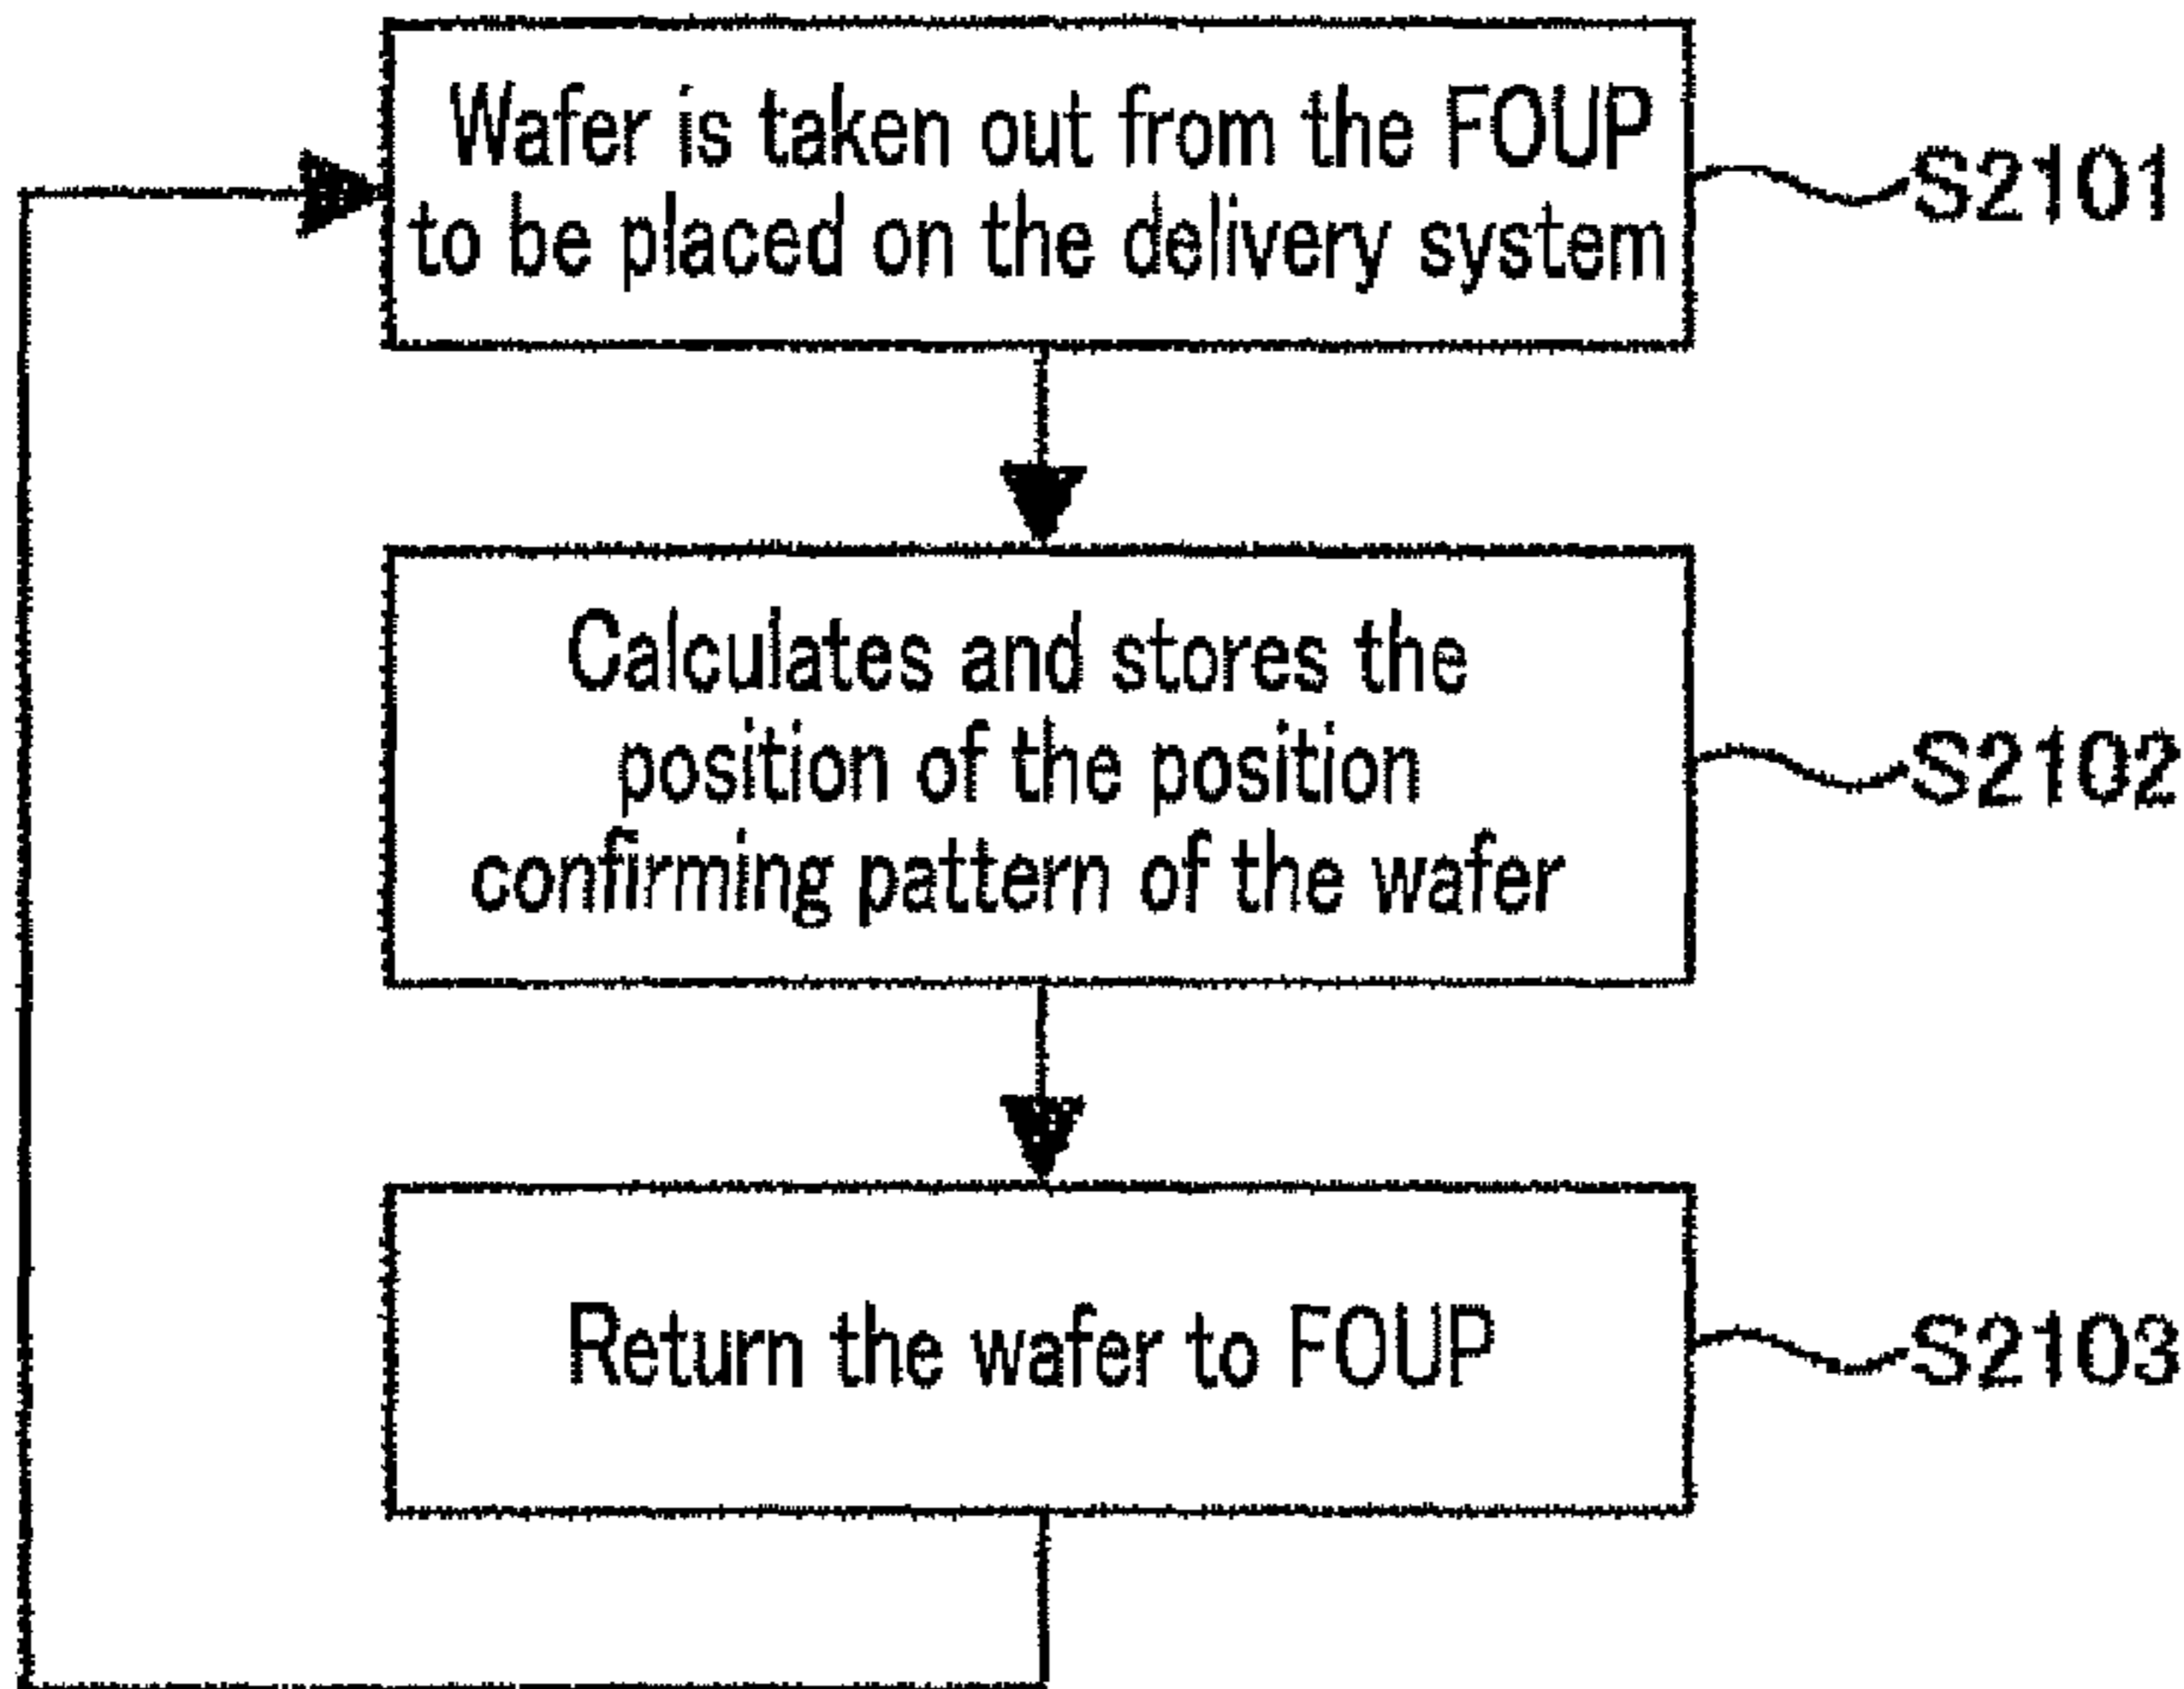 Wafer is taken out from the FOUP
to be placed on the delivery system
S2101
Calculates and stores the
position of the position
confirming pattern of the wafer
S2102
Return the wafer to FOUP
S2103